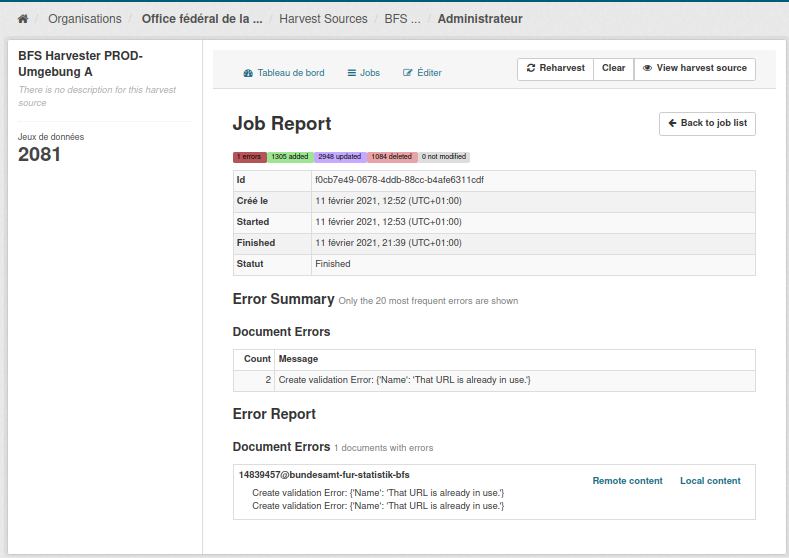 Organisations / Office fédéral de la ... / Harvest Sources / BFS ... / Administrateur
BFS Harvester PROD-
Umgebung A
There is no description for this harvest
source
Jeux de données
2081
Tableau de bord Jobs Éditer Reharvest Clear View harvest source
Job Report Back to job list
1 errors 1305 added 2948 updated 1084 deleted 0 not modified
Id f0cb7e49-0678-4ddb-88cc-b4afe6311cdf
Créé le 11 février 2021, 12:52 (UTC+01:00)
Started 11 février 2021, 12:53 (UTC+01:00)
Finished 11 février 2021, 21:39 (UTC+01:00)
Statut Finished
Error Summary Only the 20 most frequent errors are shown
Document Errors
Count Message
2 Create validation Error: {'Name': 'That URL is already in use.'}
Error Report
Document Errors 1 documents with errors
14839457@bundesamt-fur-statistik-bfs Remote content Local content
Create validation Error: {'Name': 'That URL is already in use.'}
Create validation Error: {'Name': 'That URL is already in use.'}